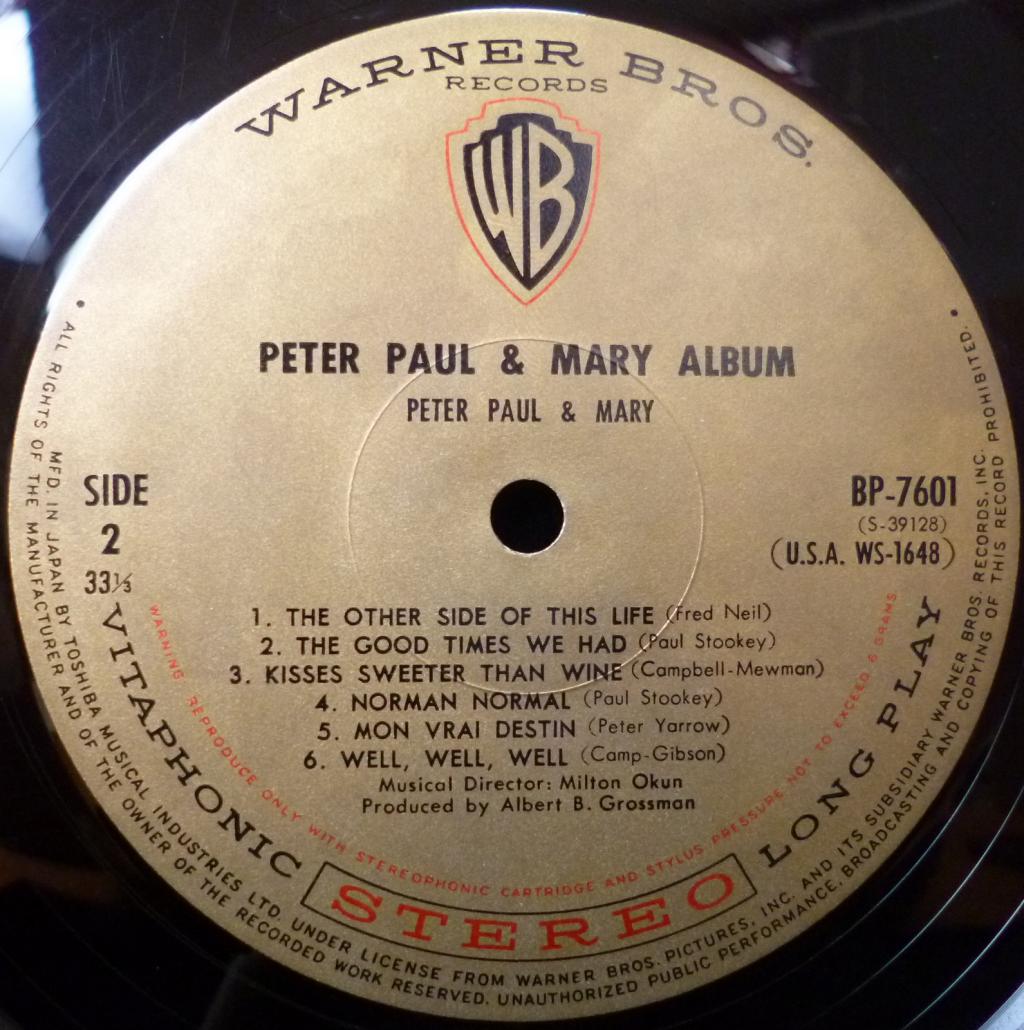 WARNER BROS.
RECORDS
WB
PETER PAUL & MARY ALBUM
PETER PAUL & MARY
SIDE
2
33⅓
BP-7601
(S-39128)
(U.S.A. WS-1648)
1. THE OTHER SIDE OF THIS LIFE (Fred Neil)
2. THE GOOD TIMES WE HAD (Paul Stookey)
3. KISSES SWEETER THAN WINE (Campbell-Mewman)
4. NORMAN NORMAL (Paul Stookey)
5. MON VRAI DESTIN (Peter Yarrow)
6. WELL, WELL, WELL (Camp-Gibson)
Musical Director: Milton Okun
Produced by Albert B. Grossman
WARNING REPRODUCE ONLY WITH STEREOPHONIC CARTRIDGE AND STYLUS PRESSURE NOT TO EXCEED 6 GRAMS
VITAPHONIC STEREO LONG PLAY
MFD. IN JAPAN BY TOSHIBA MUSICAL INDUSTRIES LTD. UNDER LICENSE FROM WARNER BROS. PICTURES, INC. AND ITS SUBSIDIARY WARNER BROS. RECORDS, INC.
• ALL RIGHTS OF THE MANUFACTURER AND OF THE OWNER OF THE RECORDED WORK RESERVED. UNAUTHORIZED PUBLIC PERFORMANCE, BROADCASTING AND COPYING OF THIS RECORD PROHIBITED. •